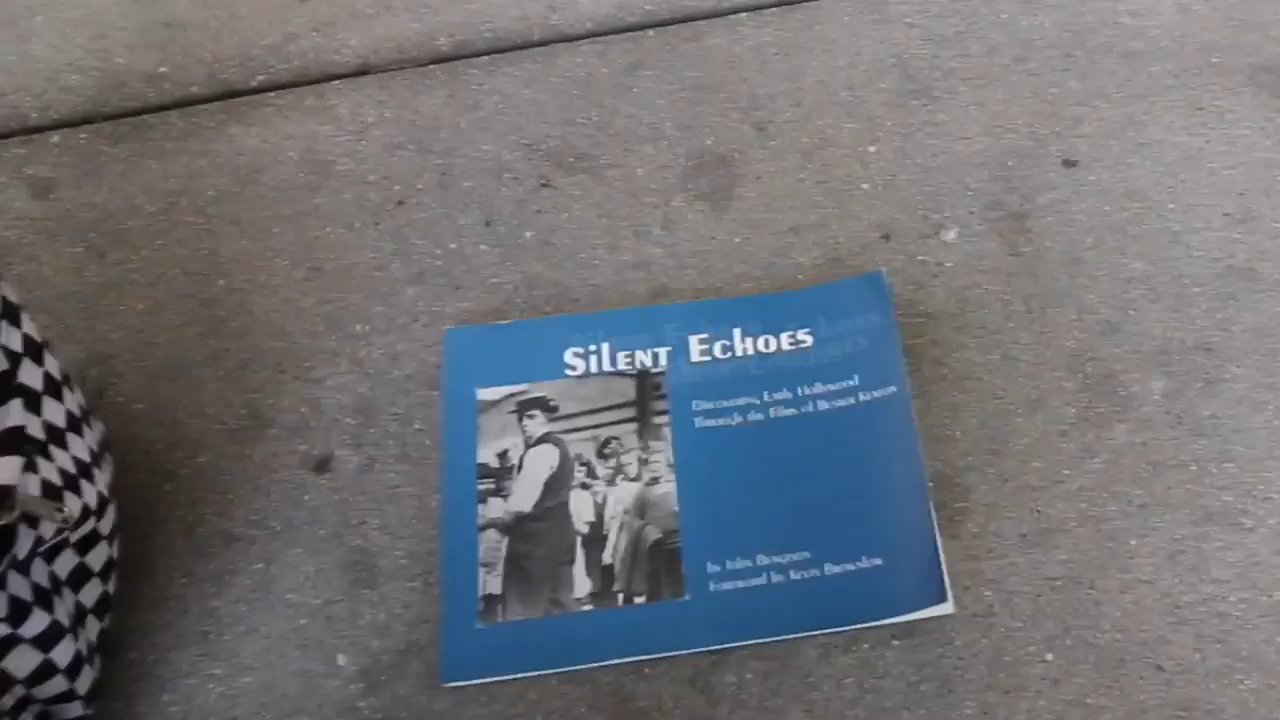 SiLENT EchoES
Discovering Early Hollywood
Through the Films of Buster Keaton
by John Bengtson
Foreword by Kevin Brownlow